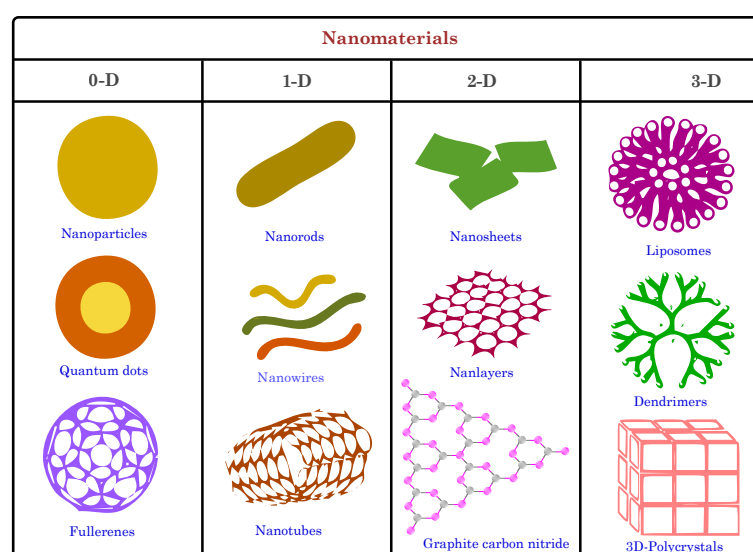 Nanomaterials
0-D
1-D
2-D
3-D
Nanoparticles
Nanorods
Nanosheets
Liposomes
Quantum dots
Nanowires
Nanlayers
Dendrimers
Fullerenes
Nanotubes
Graphite carbon nitride
3D-Polycrystals